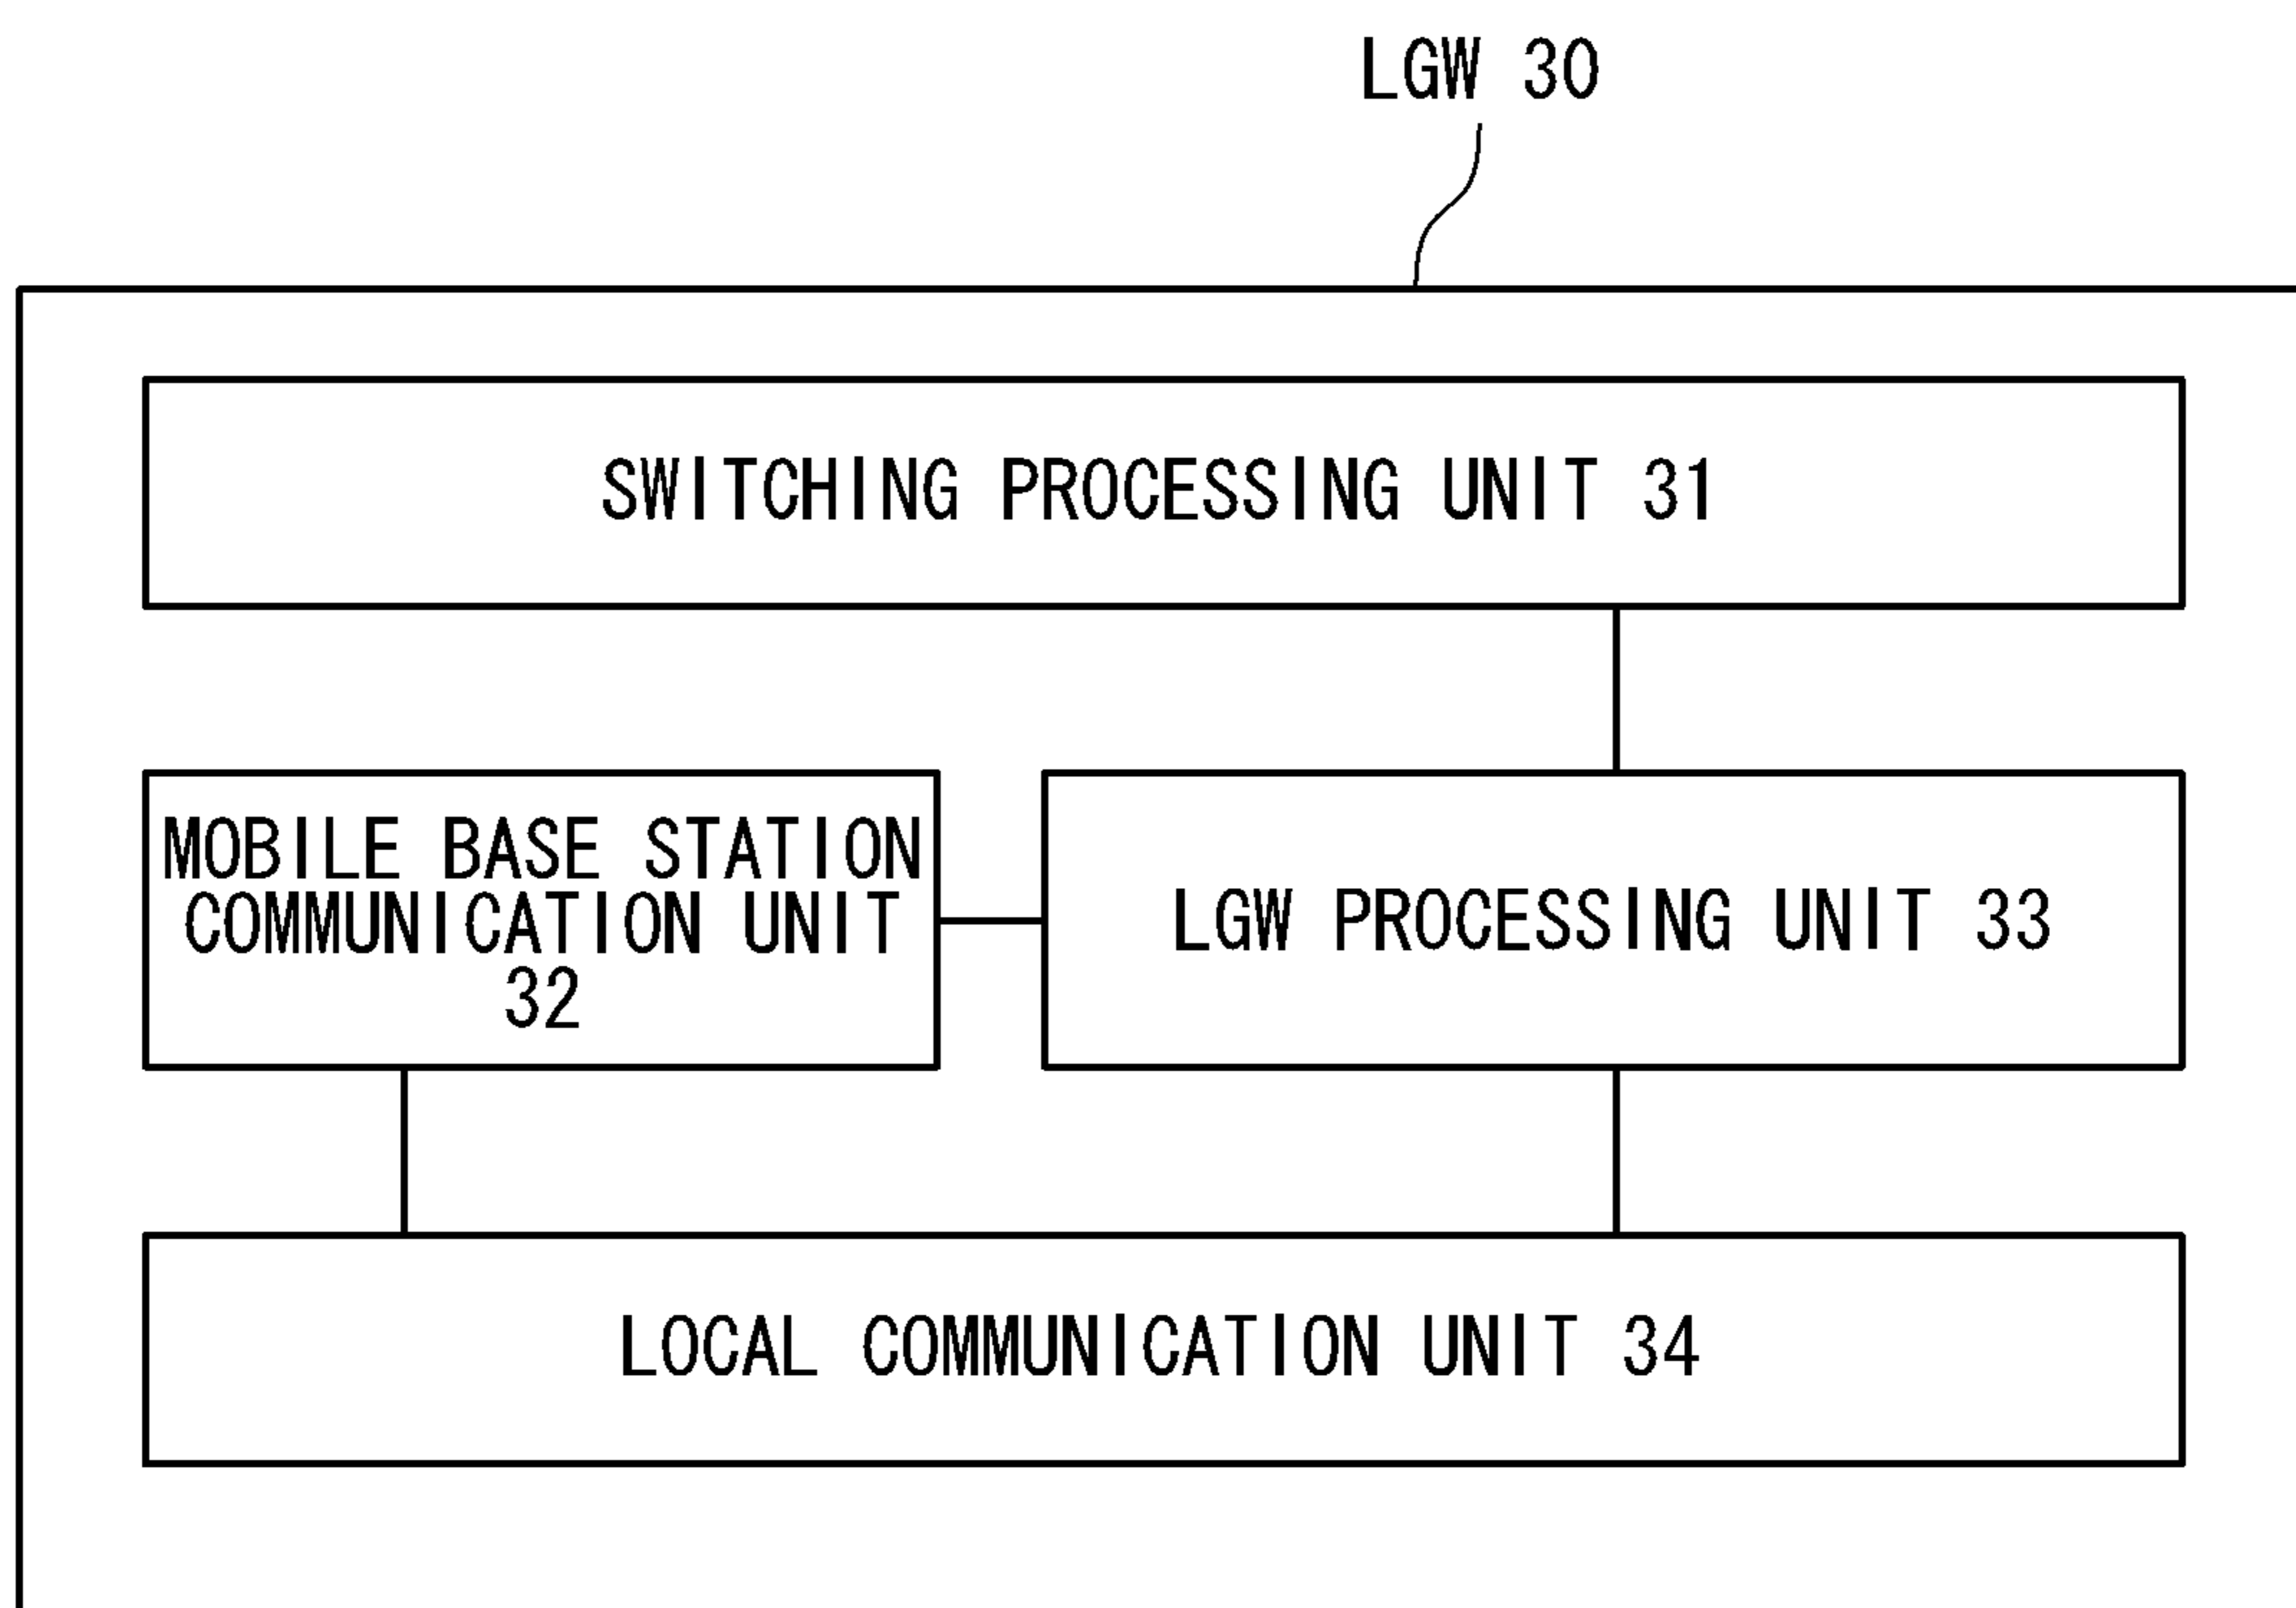 LGW 30
SWITCHING PROCESSING UNIT 31
MOBILE BASE STATION
COMMUNICATION UNIT
32
LGW PROCESSING UNIT 33
LOCAL COMMUNICATION UNIT 34